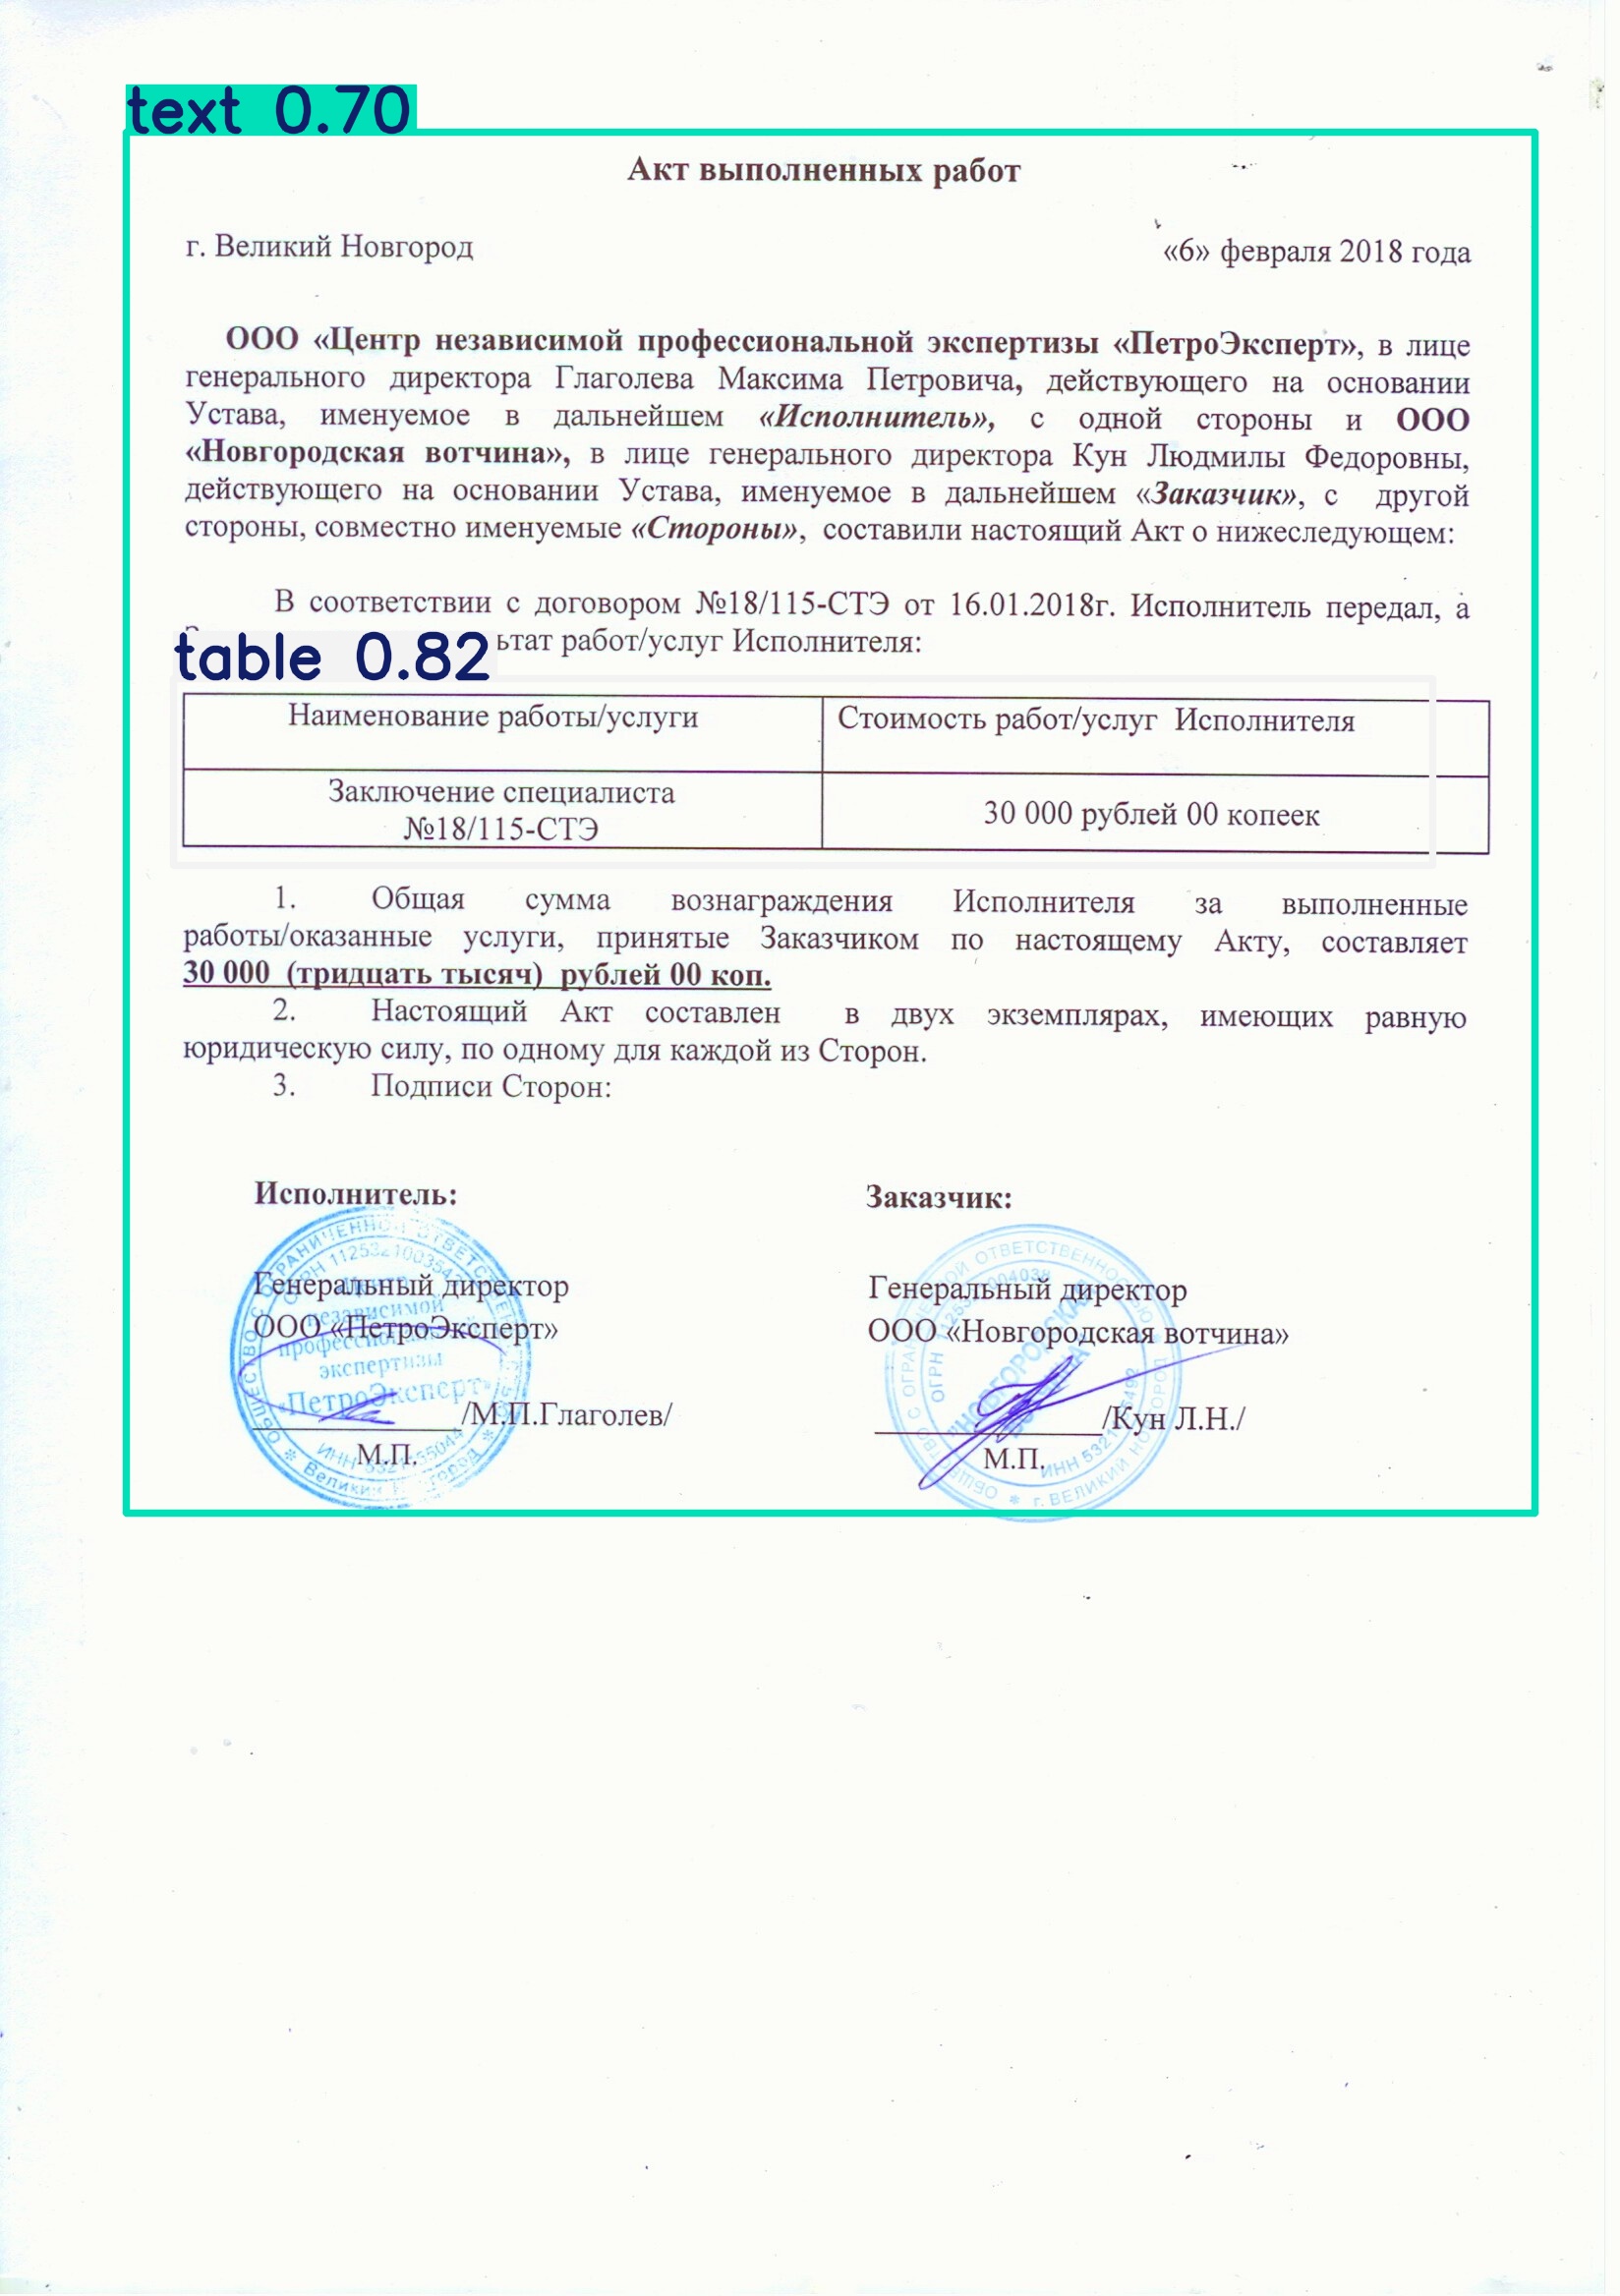 text 0.70
Акт выполненных работ
г. Великий Новгород «6» февраля 2018 года
ООО «Центр независимой профессиональной экспертизы «ПетроЭксперт», в лице
генерального директора Глаголева Максима Петровича, действующего на основании
Устава, именуемое в дальнейшем «Исполнитель», с одной стороны и ООО
«Новгородская вотчина», в лице генерального директора Кун Людмилы Федоровны,
действующего на основании Устава, именуемое в дальнейшем «Заказчик», с другой
стороны, совместно именуемые «Стороны», составили настоящий Акт о нижеследующем:
В соответствии с договором №18/115-СТЭ от 16.01.2018г. Исполнитель передал, а
table 0.82 ьтат работ/услуг Исполнителя:
Наименование работы/услуги Стоимость работ/услуг Исполнителя
Заключение специалиста
№18/115-СТЭ 30 000 рублей 00 копеек
1. Общая сумма вознаграждения Исполнителя за выполненные
работы/оказанные услуги, принятые Заказчиком по настоящему Акту, составляет
30 000 (тридцать тысяч) рублей 00 коп.
2. Настоящий Акт составлен в двух экземплярах, имеющих равную
юридическую силу, по одному для каждой из Сторон.
3. Подписи Сторон:
Исполнитель: Заказчик:
Генеральный директор Генеральный директор
ООО «ПетроЭксперт» ООО «Новгородская вотчина»
/М.П.Глаголев/ /Кун Л.Н./
М.П. М.П.
независимой
профессиональной
экспертизы
«ПетроЭксперт»